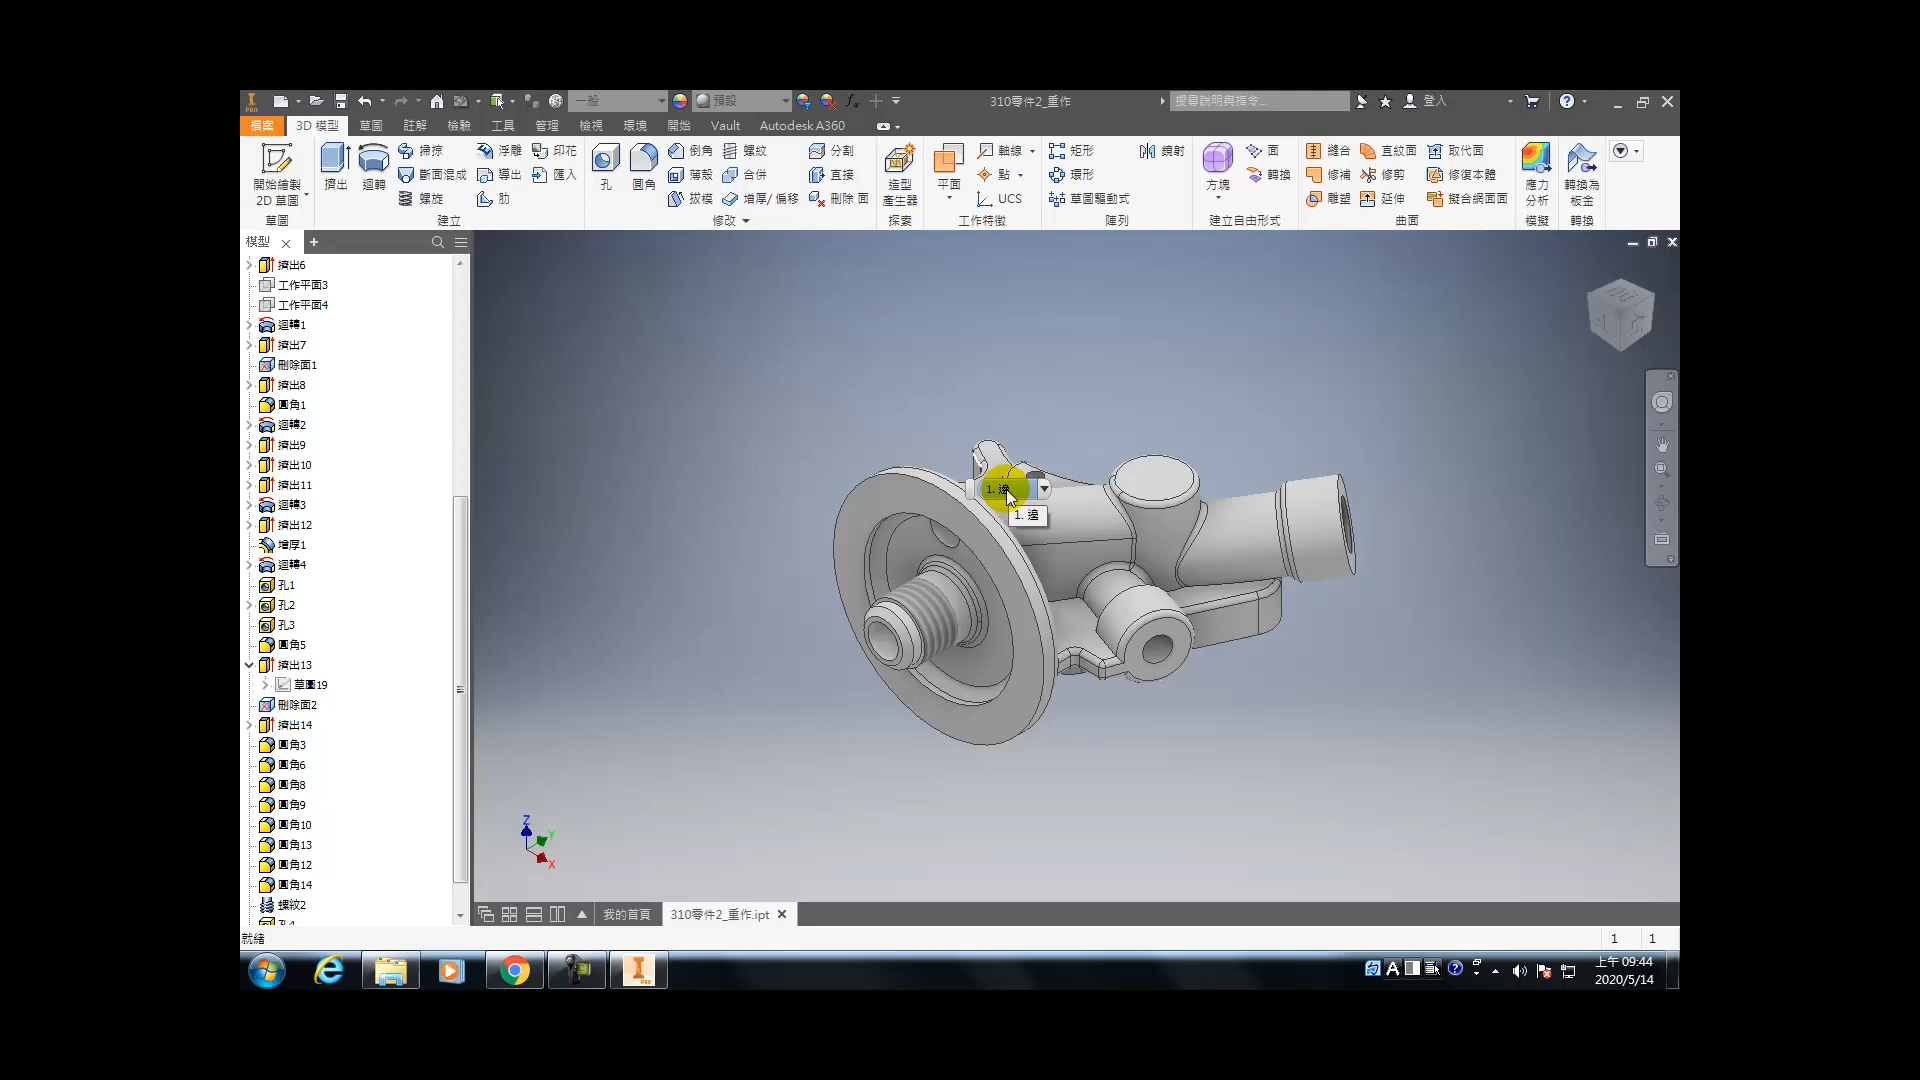 PRO
一般
預設
310零件2_重作
搜尋說明與指令...
登入
檔案
3D 模型
草圖
註解
檢驗
工具
管理
檢視
環境
開始
Vault
Autodesk A360
開始繪製
2D 草圖
草圖
擠出
迴轉
掃掠
斷面混成
螺旋
浮雕
導出
肋
印花
匯入
建立
孔
圓角
倒角
薄殼
拔模
螺紋
合併
增厚/ 偏移
分割
直接
刪除 面
修改
造型
產生器
探索
平面
軸線
點
UCS
工作特徵
矩形
環形
草圖驅動式
鏡射
陣列
方塊
面
轉換
建立自由形式
縫合
修補
雕塑
直紋面
修剪
延伸
取代面
修復本體
擬合網面面
曲面
應力
分析
模擬
轉換為
板金
轉換
模型
擠出6
工作平面3
工作平面4
迴轉1
擠出7
刪除面1
擠出8
圓角1
迴轉2
擠出9
擠出10
擠出11
迴轉3
擠出12
增厚1
迴轉4
孔1
孔2
孔3
圓角5
擠出13
草圖19
刪除面2
擠出14
圓角3
圓角6
圓角8
圓角9
圓角10
圓角13
圓角12
圓角14
螺紋2
1. 邊
1. 邊
Z
Y
X
我的首頁
310零件2_重作.ipt
就緒
1
1
上午 09:44
2020/5/14